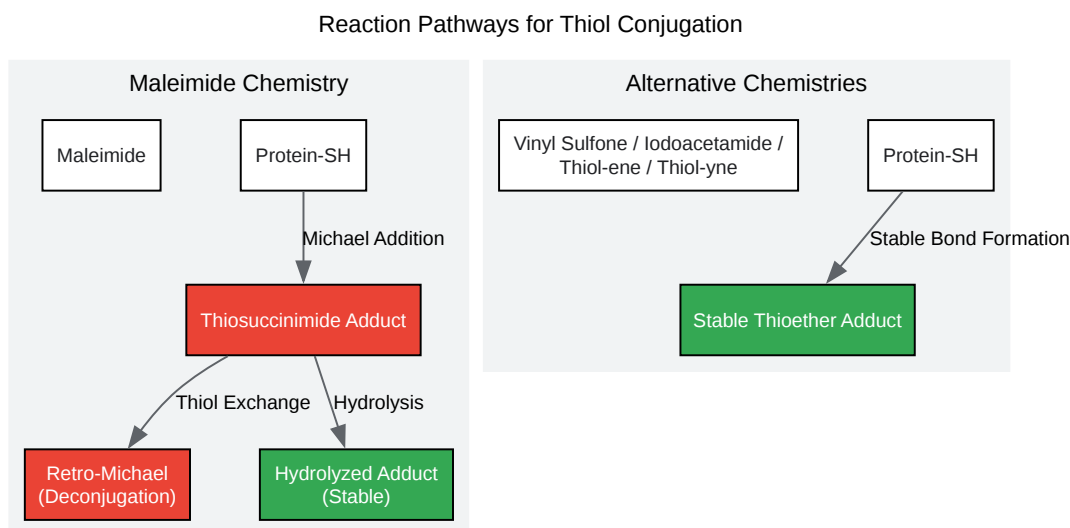 Reaction Pathways for Thiol Conjugation
Maleimide Chemistry
Maleimide
Protein-SH
Michael Addition
Thiosuccinimide Adduct
Thiol Exchange
Hydrolysis
Retro-Michael
(Deconjugation)
Hydrolyzed Adduct
(Stable)
Alternative Chemistries
Vinyl Sulfone / Iodoacetamide /
Thiol-ene / Thiol-yne
Protein-SH
Stable Bond Formation
Stable Thioether Adduct